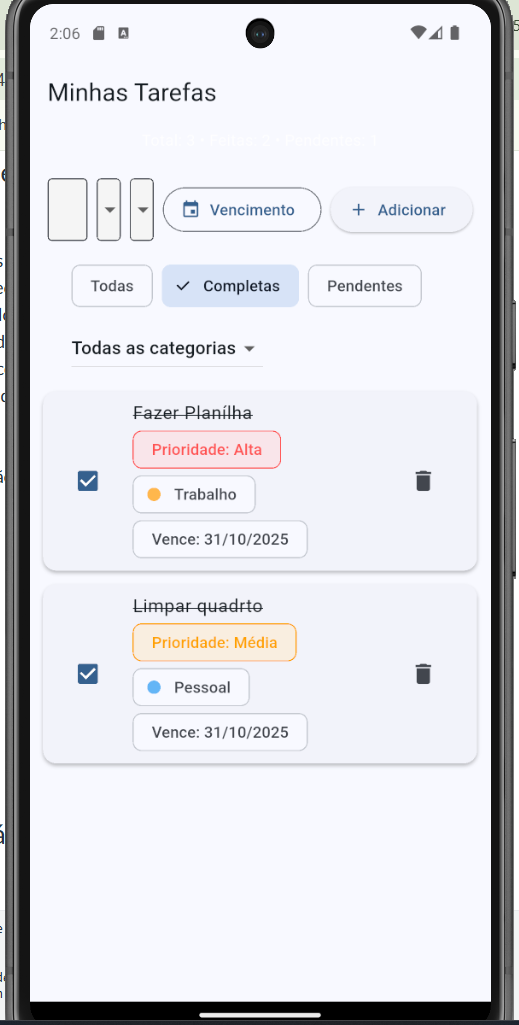 2:06
Minhas Tarefas
Total: 3 • Feitas: 2 • Pendentes: 1
Vencimento
Adicionar
Todas
Completas
Pendentes
Todas as categorias
Fazer Planílha
Prioridade: Alta
Trabalho
Vence: 31/10/2025
Limpar quadrto
Prioridade: Média
Pessoal
Vence: 31/10/2025